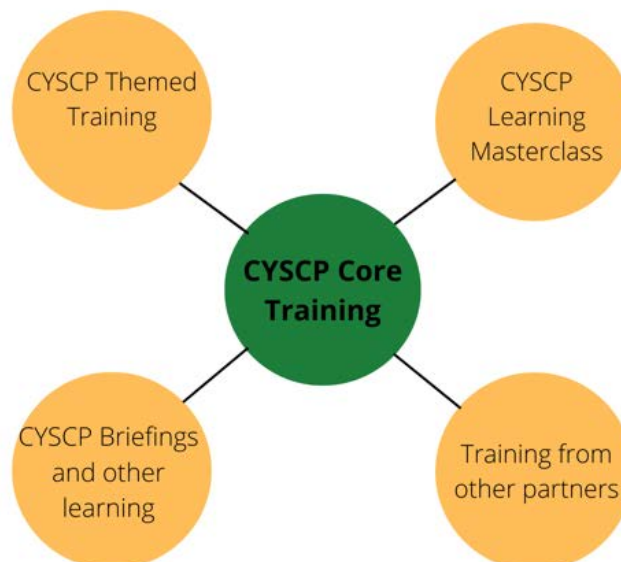 CYSCP Themed
Training
CYSCP
Learning
Masterclass
CYSCP Core
Training
CYSCP Briefings
and other
learning
Training from
other partners